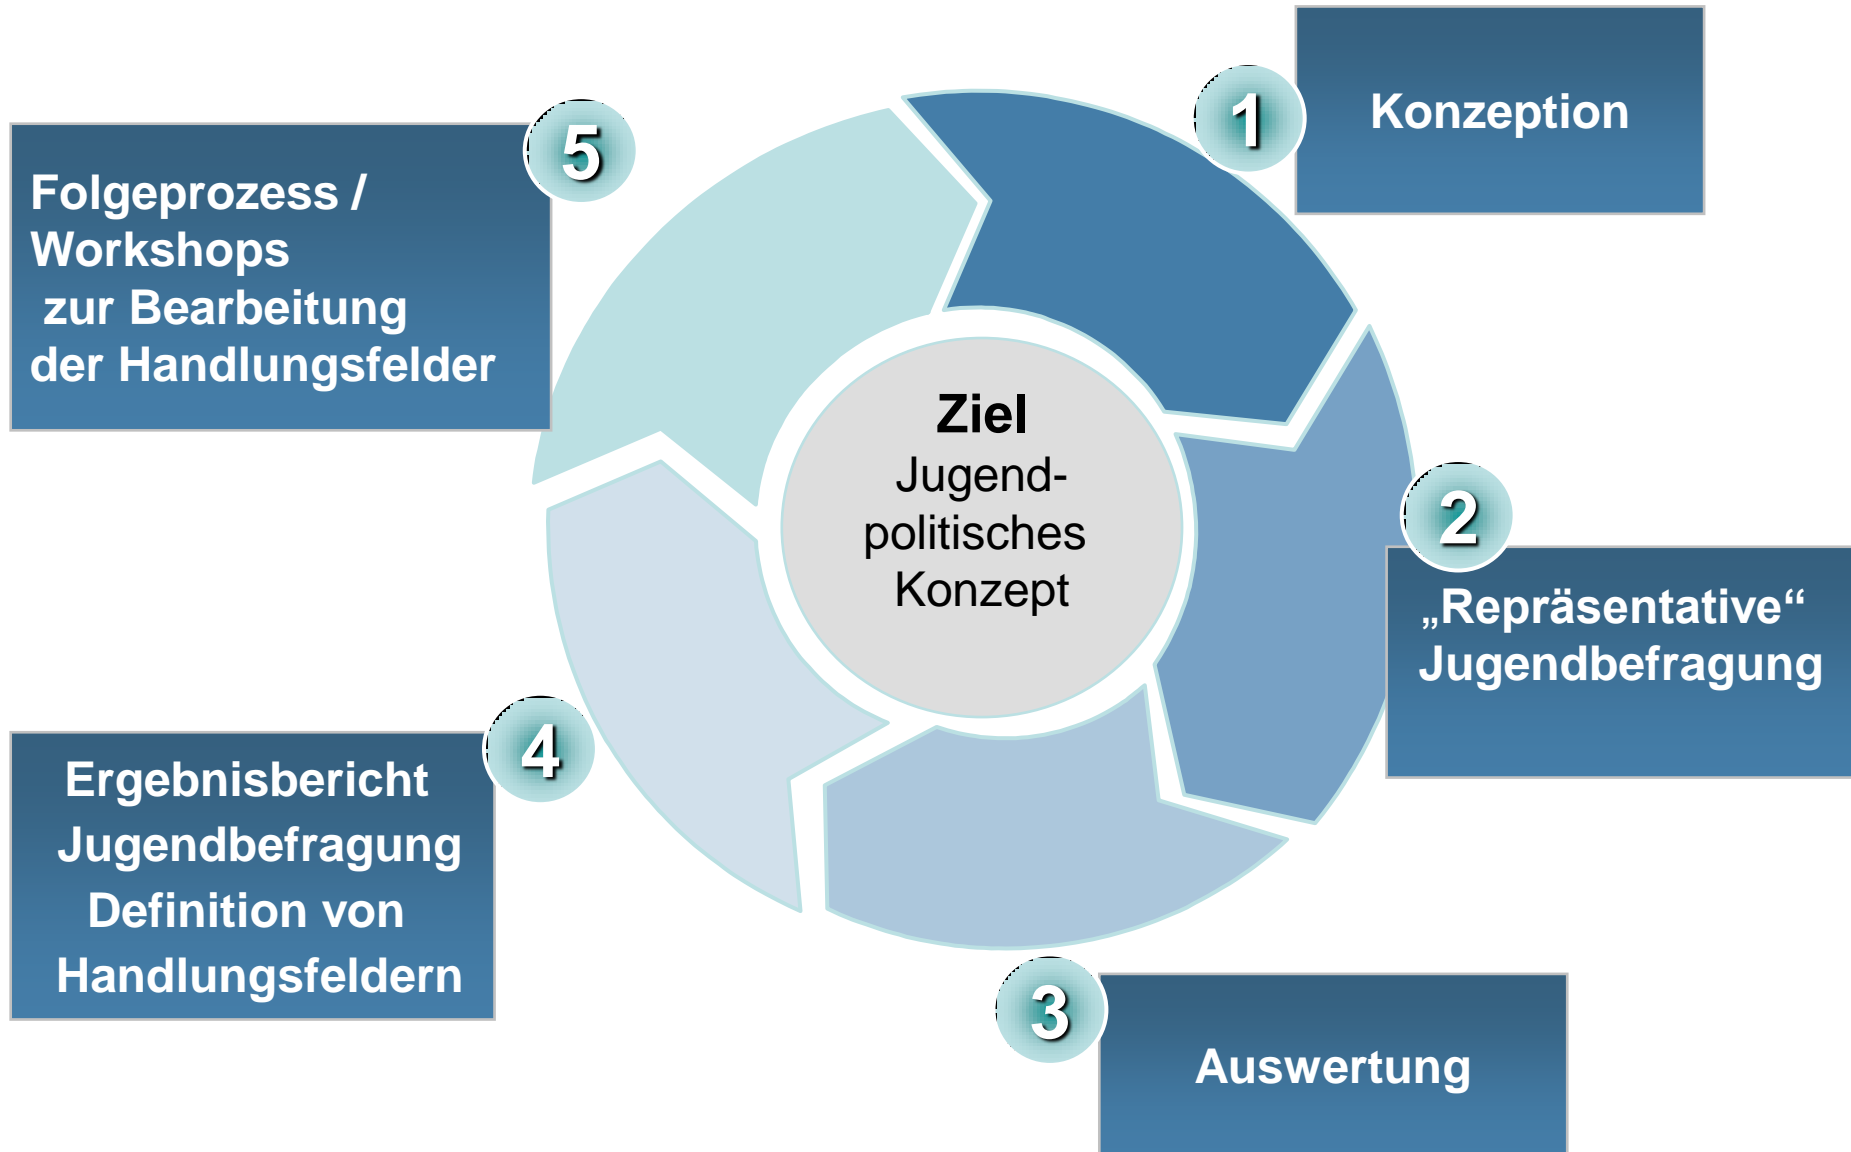 1
Konzeption
2
„Repräsentative“
Jugendbefragung
3
Auswertung
4
Ergebnisbericht
Jugendbefragung
Definition von
Handlungsfeldern
5
Folgeprozess /
Workshops
zur Bearbeitung
der Handlungsfelder
Ziel
Jugend-
politisches
Konzept